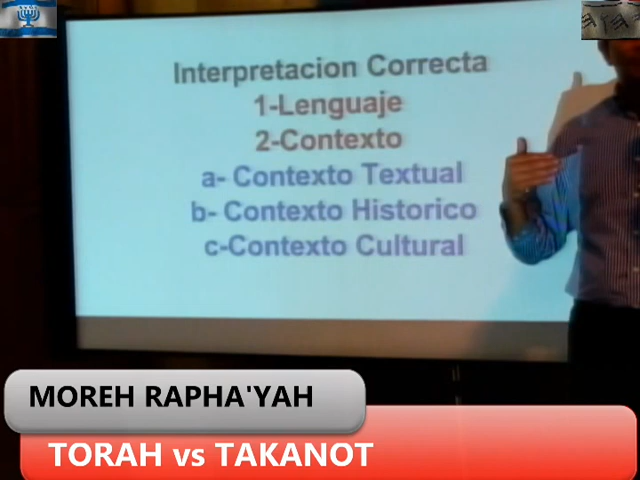 Interpretacion Correcta
1-Lenguaje
2-Contexto
a- Contexto Textual
b- Contexto Historico
c-Contexto Cultural
MOREH RAPHA'YAH
TORAH vs TAKANOT